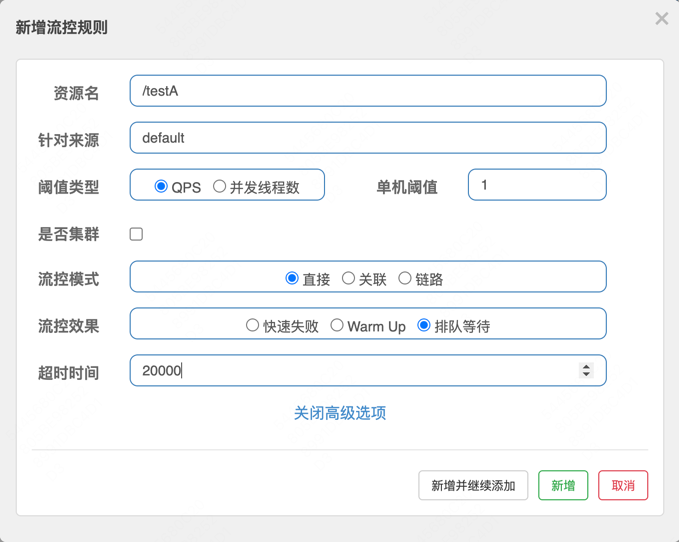 新增流控规则
×
资源名 /testA
针对来源 default
阈值类型 QPS 并发线程数 单机阈值 1
是否集群
流控模式 直接 关联 链路
流控效果 快速失败 Warm Up 排队等待
超时时间 20000
关闭高级选项
新增并继续添加 新增 取消